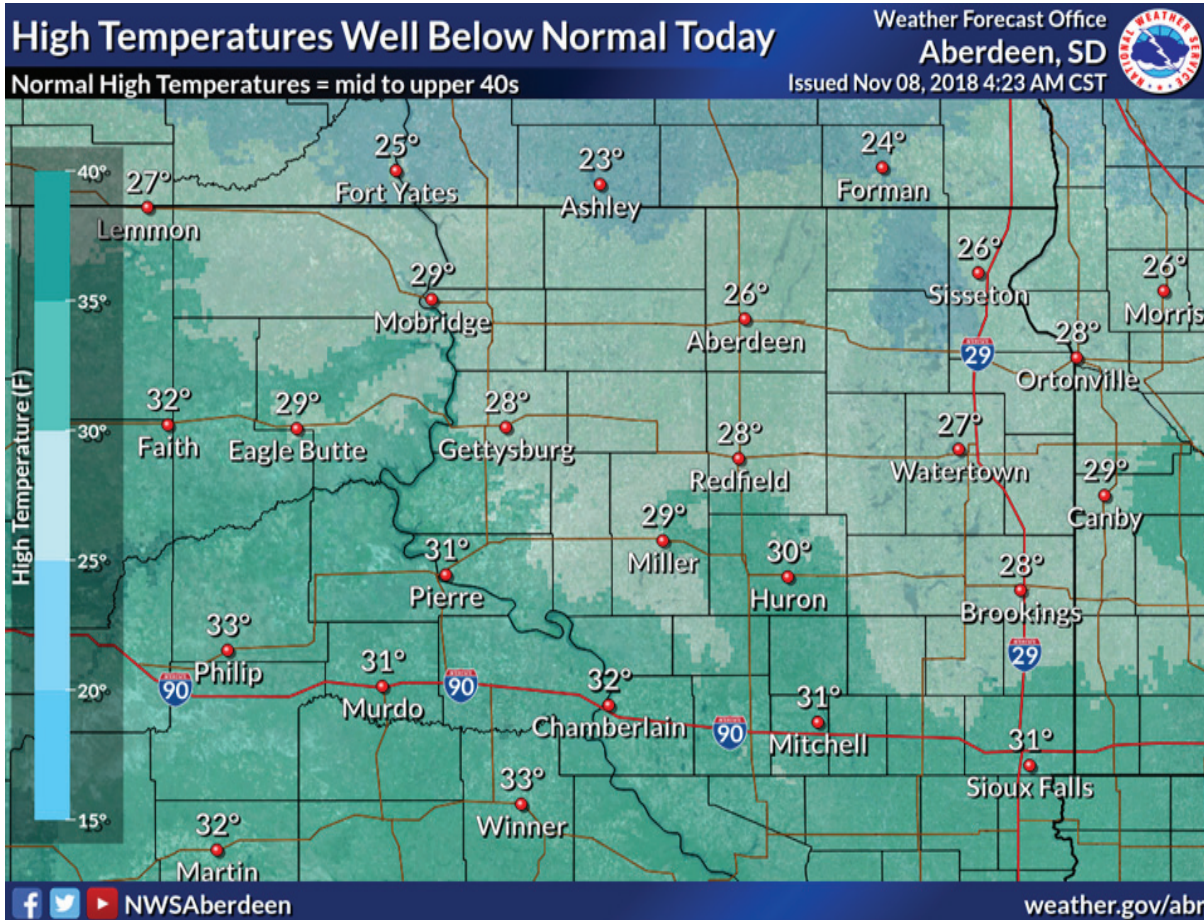 High Temperatures Well Below Normal Today
Normal High Temperatures = mid to upper 40s
Weather Forecast Office
Aberdeen, SD
Issued Nov 08, 2018 4:23 AM CST
NATIONAL WEATHER SERVICE
High Temperature (F)
40°
35°
30°
25°
20°
15°
27°
Lemmon
25°
Fort Yates
23°
Ashley
24°
Forman
29°
Mobridge
26°
Aberdeen
26°
Sisseton
26°
Morris
28°
Ortonville
29
32°
Faith
29°
Eagle Butte
28°
Gettysburg
28°
Redfield
27°
Watertown
29°
Canby
31°
Pierre
29°
Miller
30°
Huron
28°
Brookings
29
33°
Philip
90
31°
Murdo
90
32°
Chamberlain
90
31°
Mitchell
31°
Sioux Falls
33°
Winner
32°
Martin
NWSAberdeen
weather.gov/abr